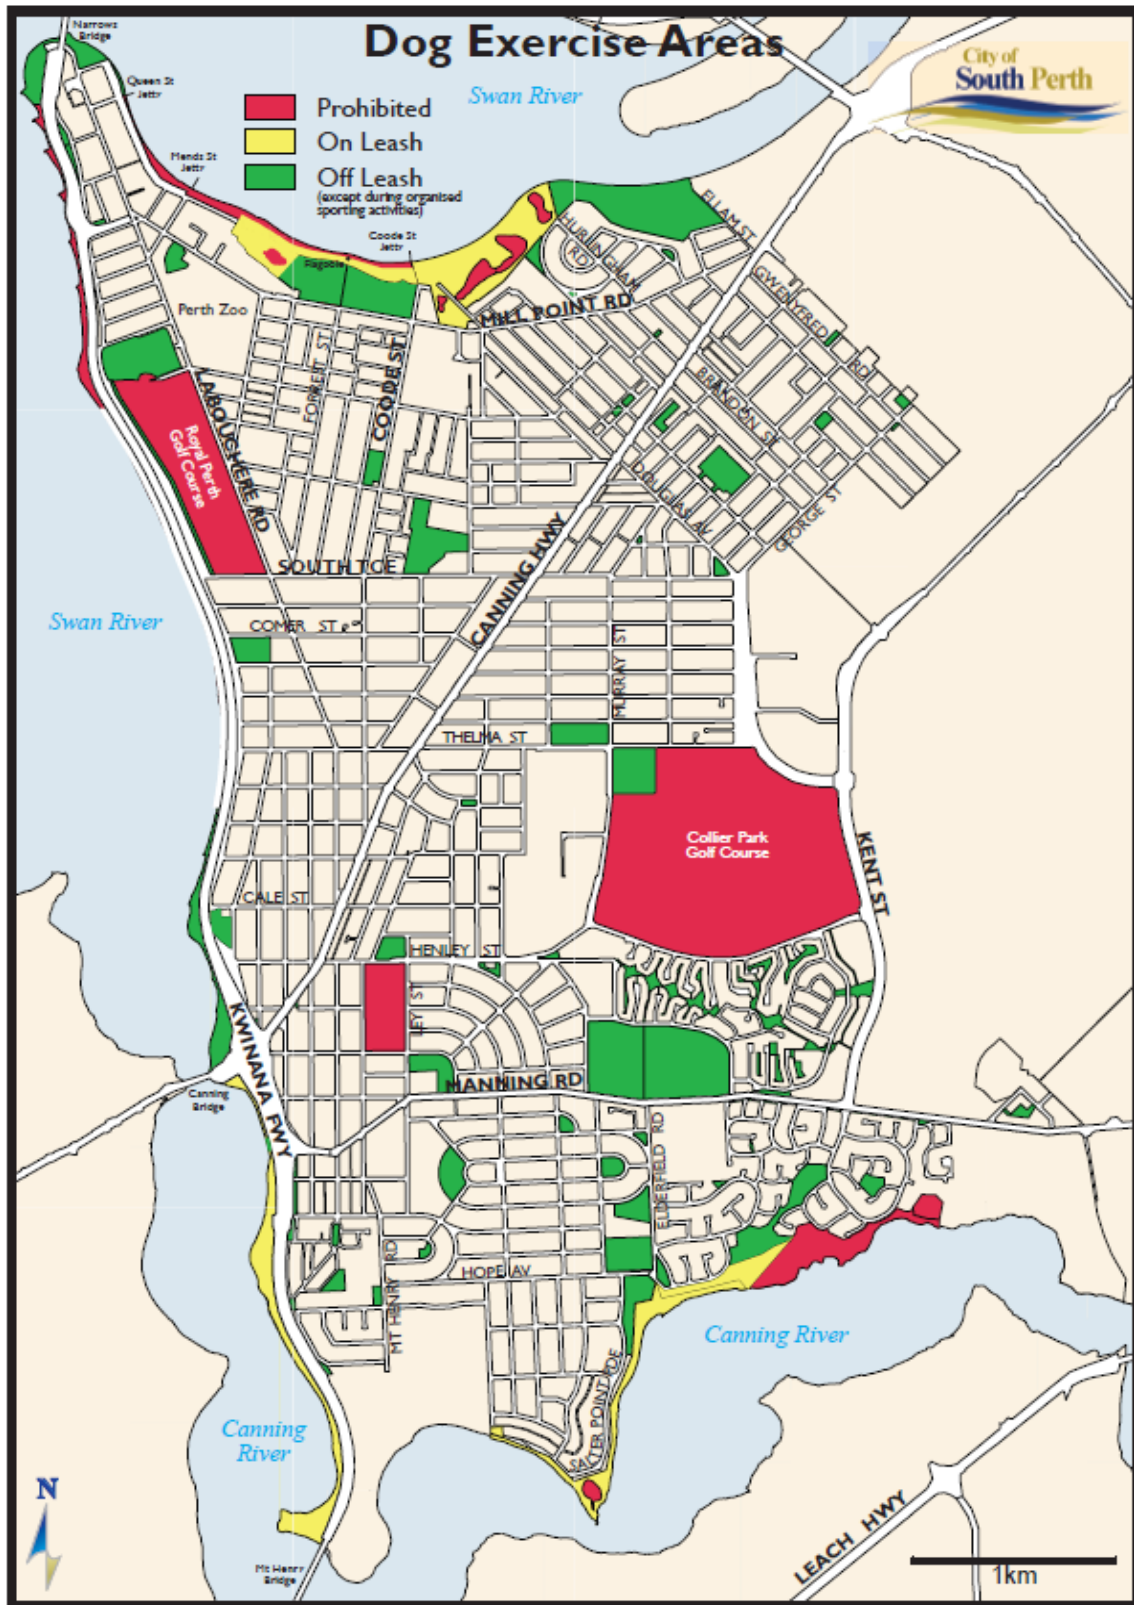 Narrows
Bridge
Dog Exercise Areas
City of
South Perth
Queen St
Jetty
Swan River
Prohibited
On Leash
Off Leash
(except during organised
sporting activities)
Mends St
Jetty
Coode St
Jetty
Flagpole
ELLAM ST
HURLINGHAM
RD
GWENYFRED RD
Perth Zoo
MILL POINT RD
FORREST ST
COODE ST
BRANDON ST
LABOUCHERE RD
Royal Perth
Golf Course
DOUGLAS AV
GEORGE ST
SOUTH TCE
CANNING HWY
Swan River
COMER ST
MURRAY ST
THELMA ST
Collier Park
Golf Course
KENT ST
CALE ST
HENLEY ST
LEY ST
KWINANA FWY
MANNING RD
Canning
Bridge
ELDERFIELD RD
MT HENRY RD
HOPE AV
Canning River
SALTER POINT PDE
Canning
River
N
LEACH HWY
Mt Henry
Bridge
1km